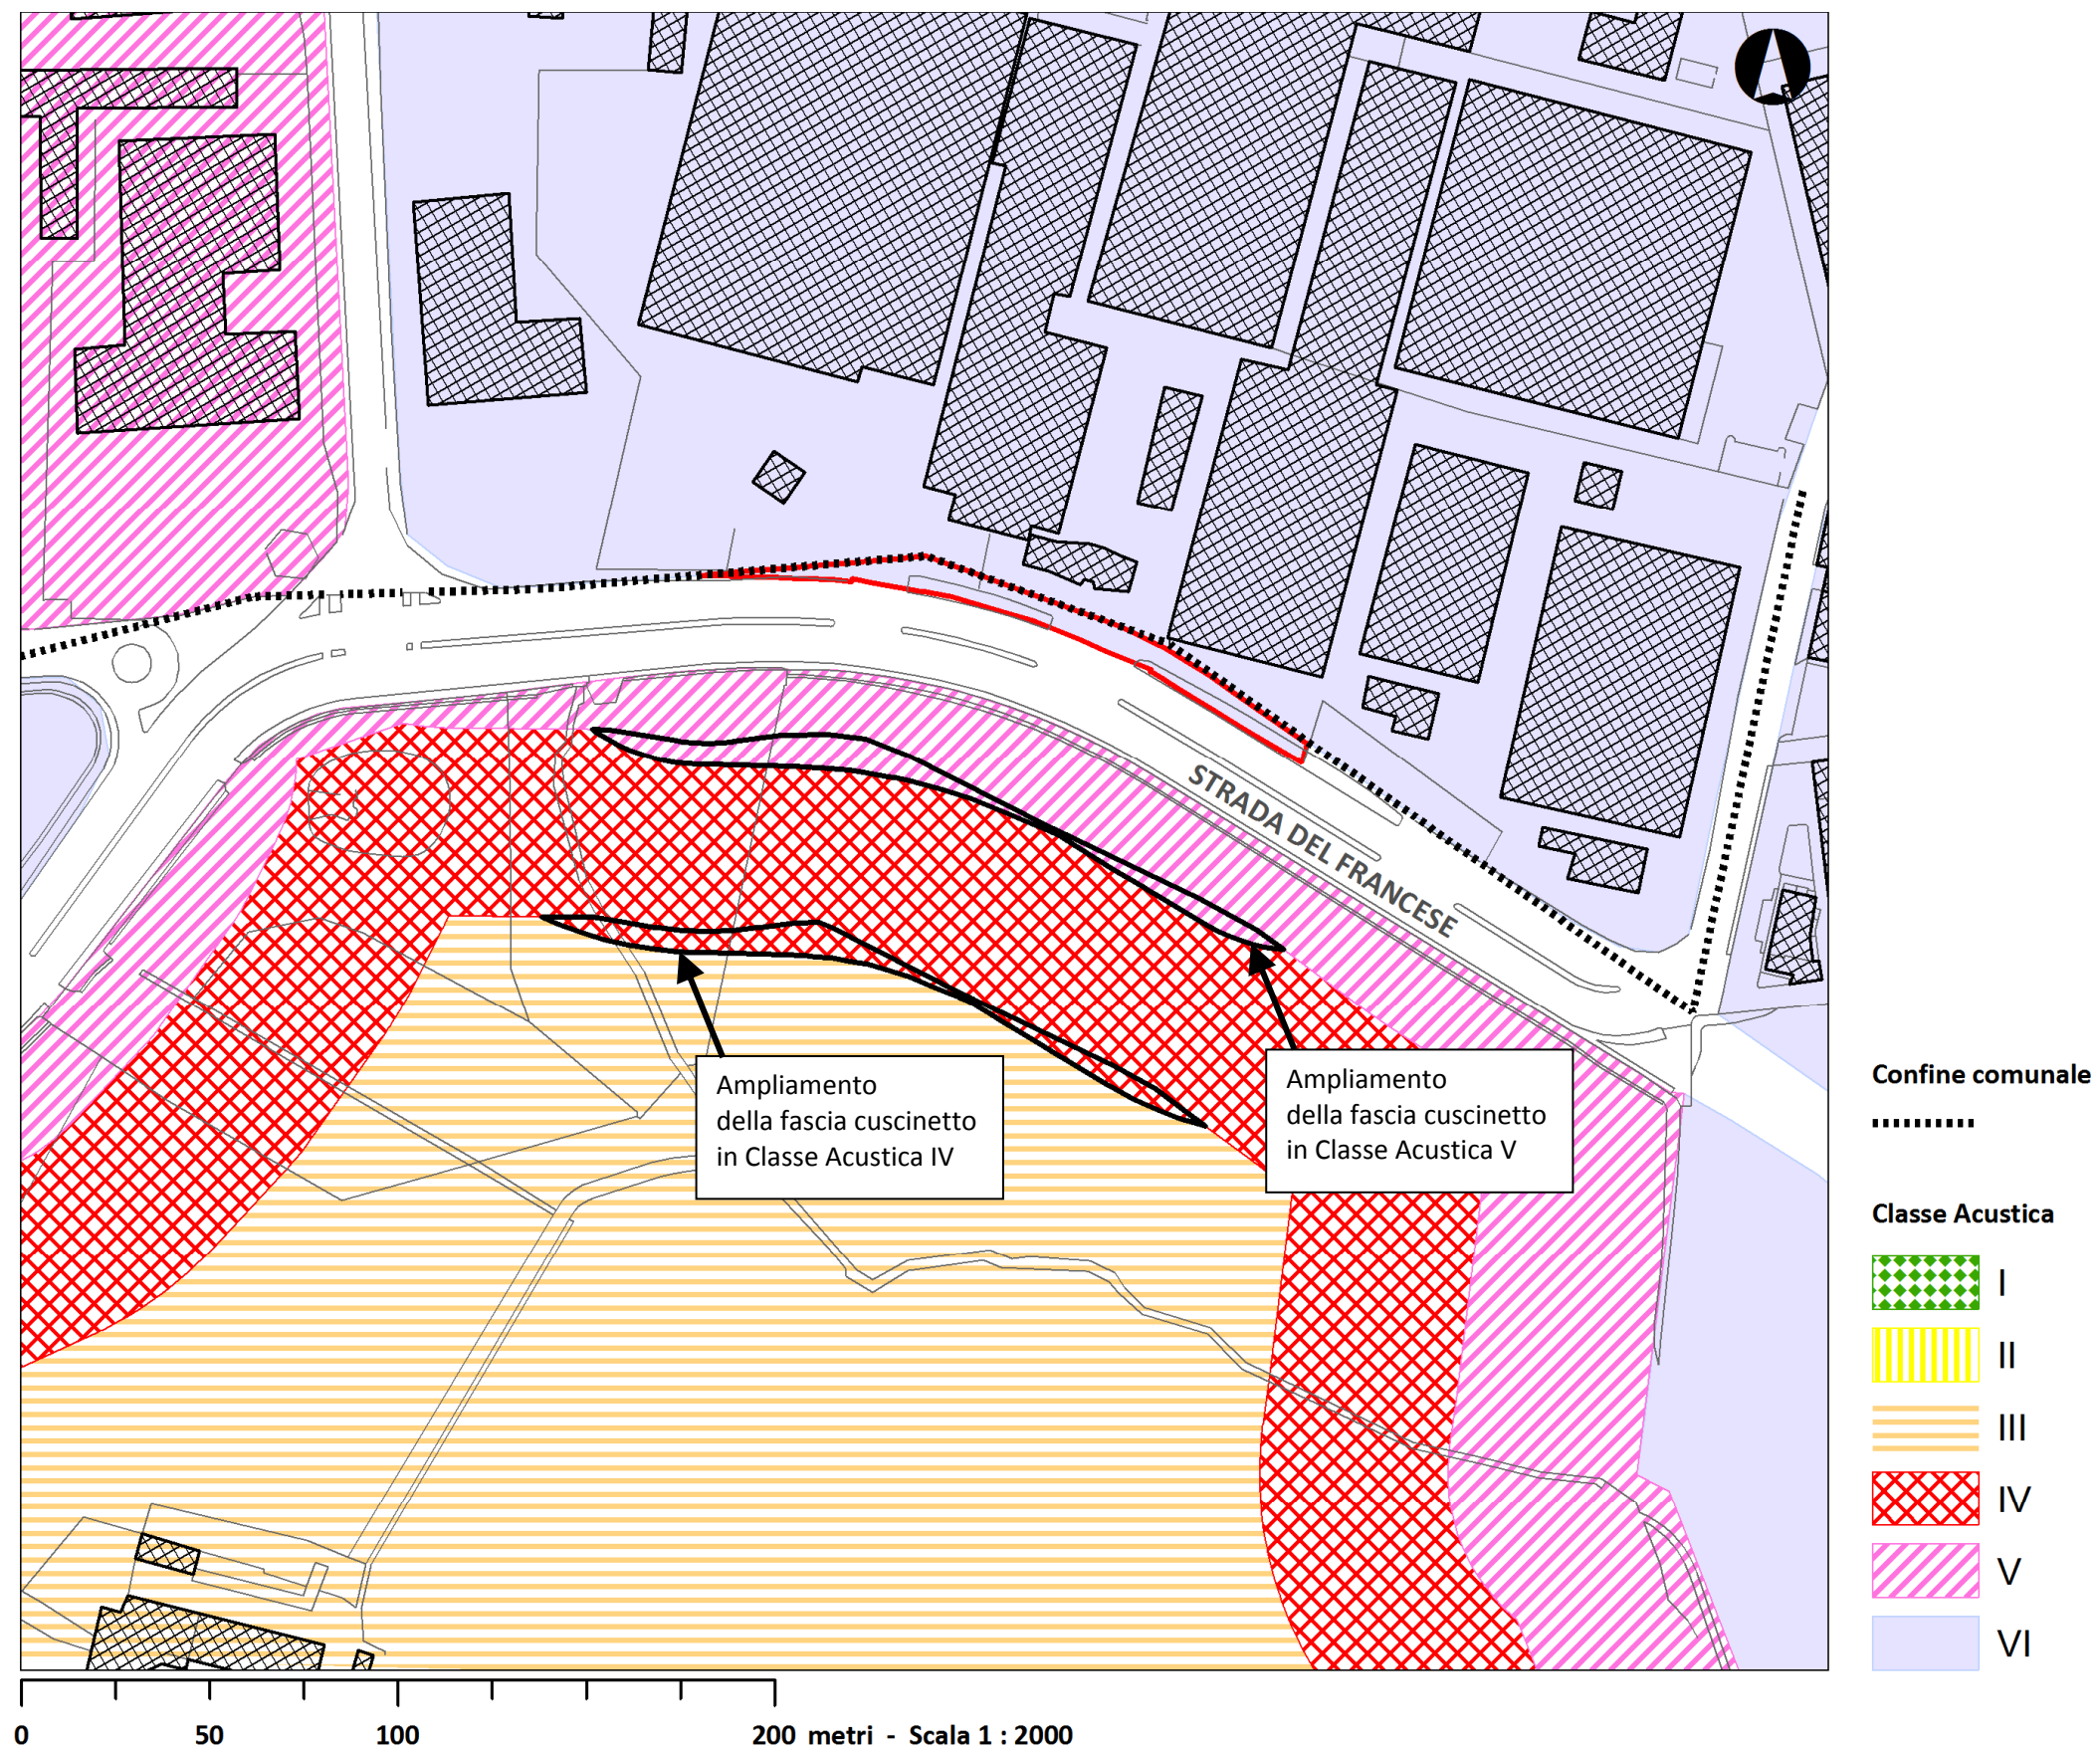 STRADA DEL FRANCESE
Ampliamento
della fascia cuscinetto
in Classe Acustica IV
Ampliamento
della fascia cuscinetto
in Classe Acustica V
Confine comunale
Classe Acustica
I
II
III
IV
V
VI
0 50 100 200 metri - Scala 1 : 2000